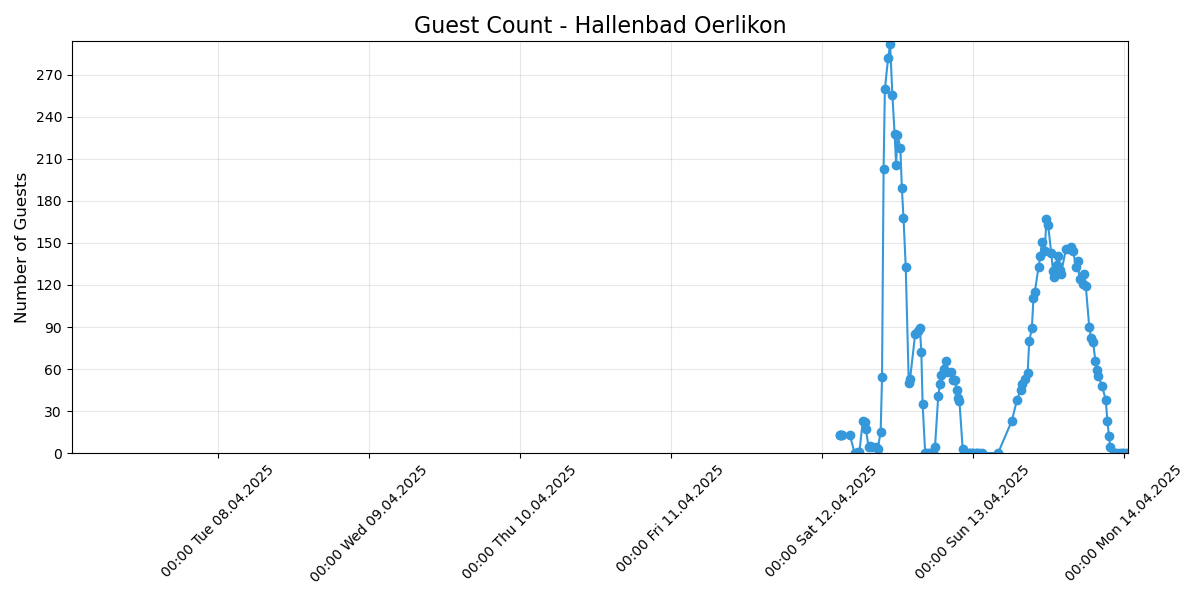 Guest Count - Hallenbad Oerlikon
Number of Guests
270
240
210
180
150
120
90
60
30
0
00:00 Tue 08.04.2025
00:00 Wed 09.04.2025
00:00 Thu 10.04.2025
00:00 Fri 11.04.2025
00:00 Sat 12.04.2025
00:00 Sun 13.04.2025
00:00 Mon 14.04.2025